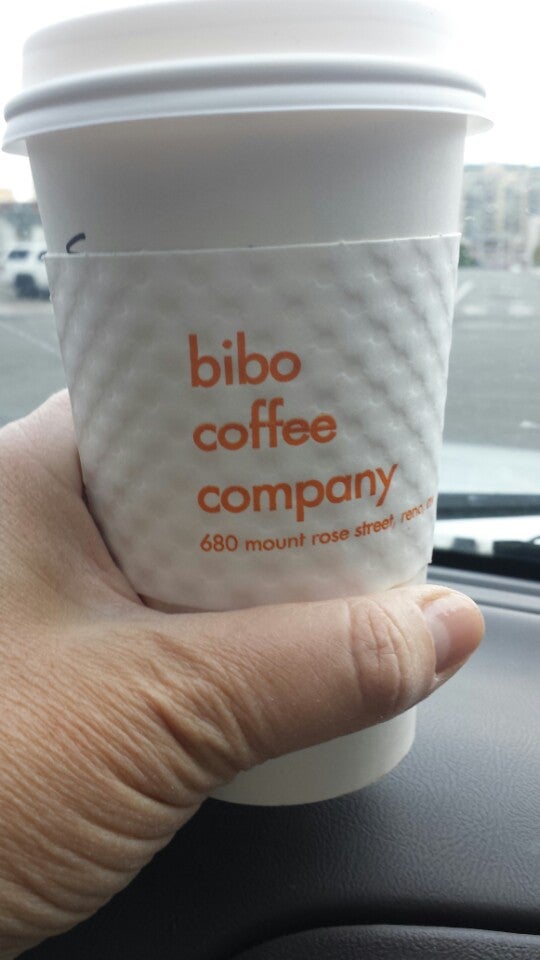 bibo
coffee
company
680 mount rose street, reno,